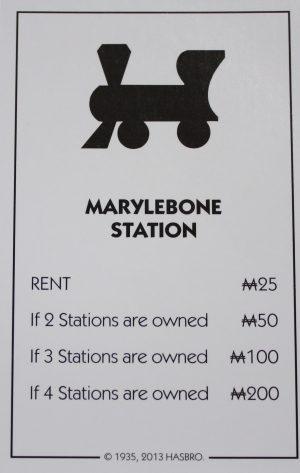 MARYLEBONE
STATION
RENT ₩25
If 2 Stations are owned ₩50
If 3 Stations are owned ₩100
If 4 Stations are owned ₩200
© 1935, 2013 HASBRO.